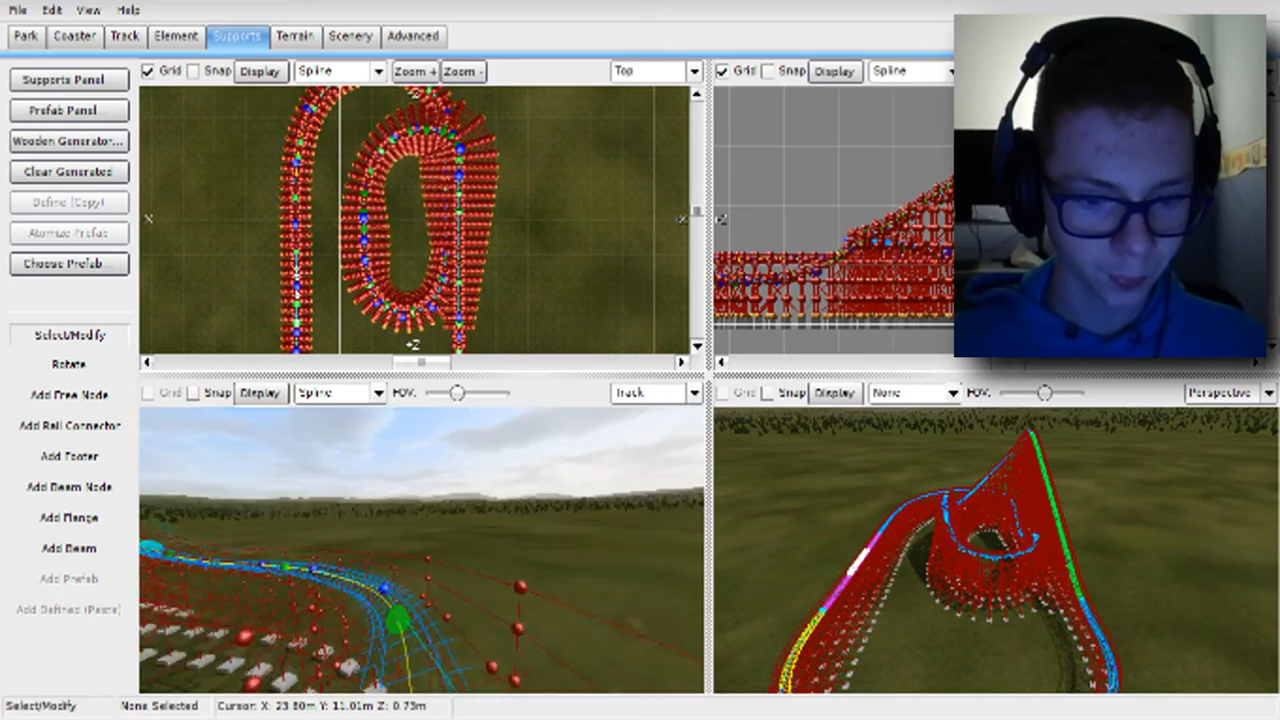 File Edit View Help
Park Coaster Track Element Supports Terrain Scenery Advanced
Supports Panel
Prefab Panel...
Wooden Generator...
Clear Generated
Define (Copy)
Atomize Prefab
Choose Prefab...
Select/Modify
Rotate
Add Free Node
Add Rail Connector
Add Footer
Add Beam Node
Add Flange
Add Beam
Add Prefab
Add Defined (Paste)
Grid Snap Display Spline Zoom + Zoom - Top
Grid Snap Display Spline
+Z
Grid Snap Display Spline FOV: Track
Grid Snap Display None FOV: Perspective
Select/Modify None Selected Cursor: X: 23.80m Y: 11.01m Z: 0.73m